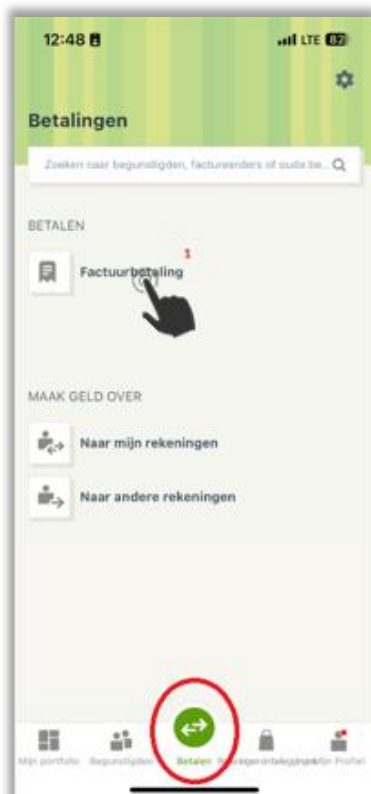 12:48
LTE 82
Betalingen
Zoeken naar begunstigden, factureerders of oude be...
BETALEN
1
Factuurbetaling
MAAK GELD OVER
Naar mijn rekeningen
Naar andere rekeningen
Mijn portfolio Begunstigden Betalen Mijn Profiel